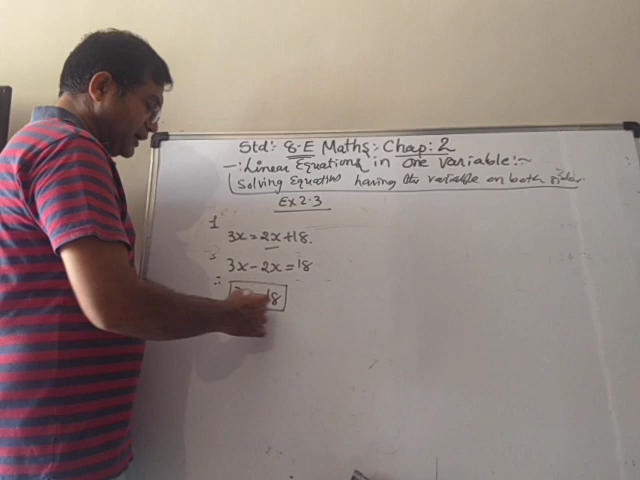 Std:- 8-E Maths:- Chap: 2
-: Linear Equations in One Variable:-
Solving Equations having the variable on both sides.
Ex 2.3
1
3x = 2x + 18.
∴ 3x - 2x = 18
∴ 18